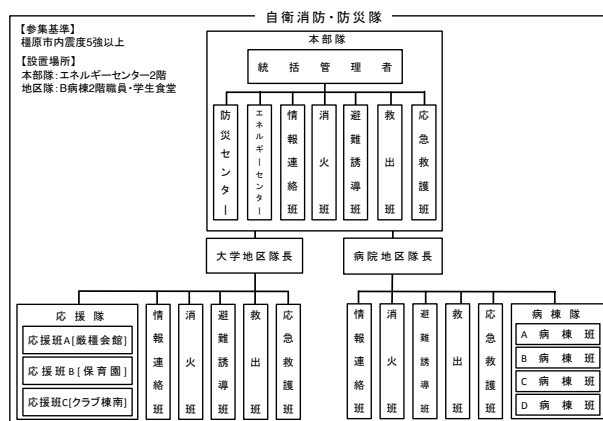 自衛消防・防災隊
【参集基準】
橿原市内震度5強以上
【設置場所】
本部隊:エネルギーセンター2階
地区隊:B病棟2階職員・学生食堂
本部隊
統括管理者
防災センター
エネルギーセンター
情報連絡班
消火班
避難誘導班
救出班
応急救護班
大学地区隊長
病院地区隊長
応援隊
応援班A[厳橿会館]
応援班B[保育園]
応援班C[クラブ棟南]
情報連絡班
消火班
避難誘導班
救出班
応急救護班
情報連絡班
消火班
避難誘導班
救出班
応急救護班
病棟隊
A病棟班
B病棟班
C病棟班
D病棟班